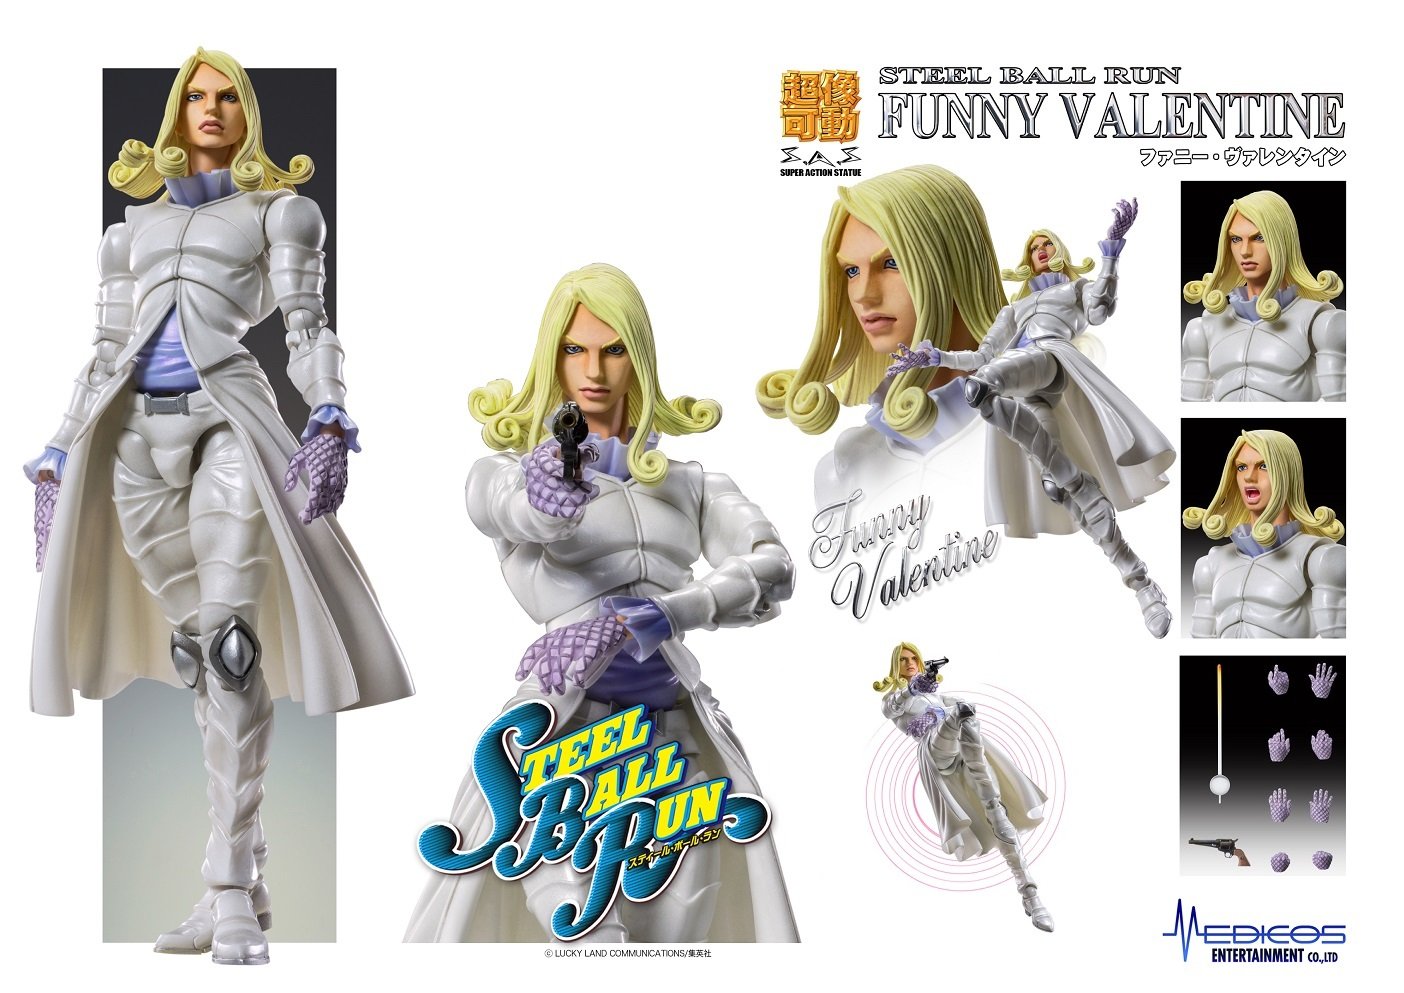 超像
可動
S.A.S
SUPER ACTION STATUE
STEEL BALL RUN
FUNNY VALENTINE
ファニー・ヴァレンタイン
Funny
Valentine
STEEL
BALL
RUN
スティール・ボール・ラン
© LUCKY LAND COMMUNICATIONS/集英社
MEDICOS
ENTERTAINMENT CO.,LTD